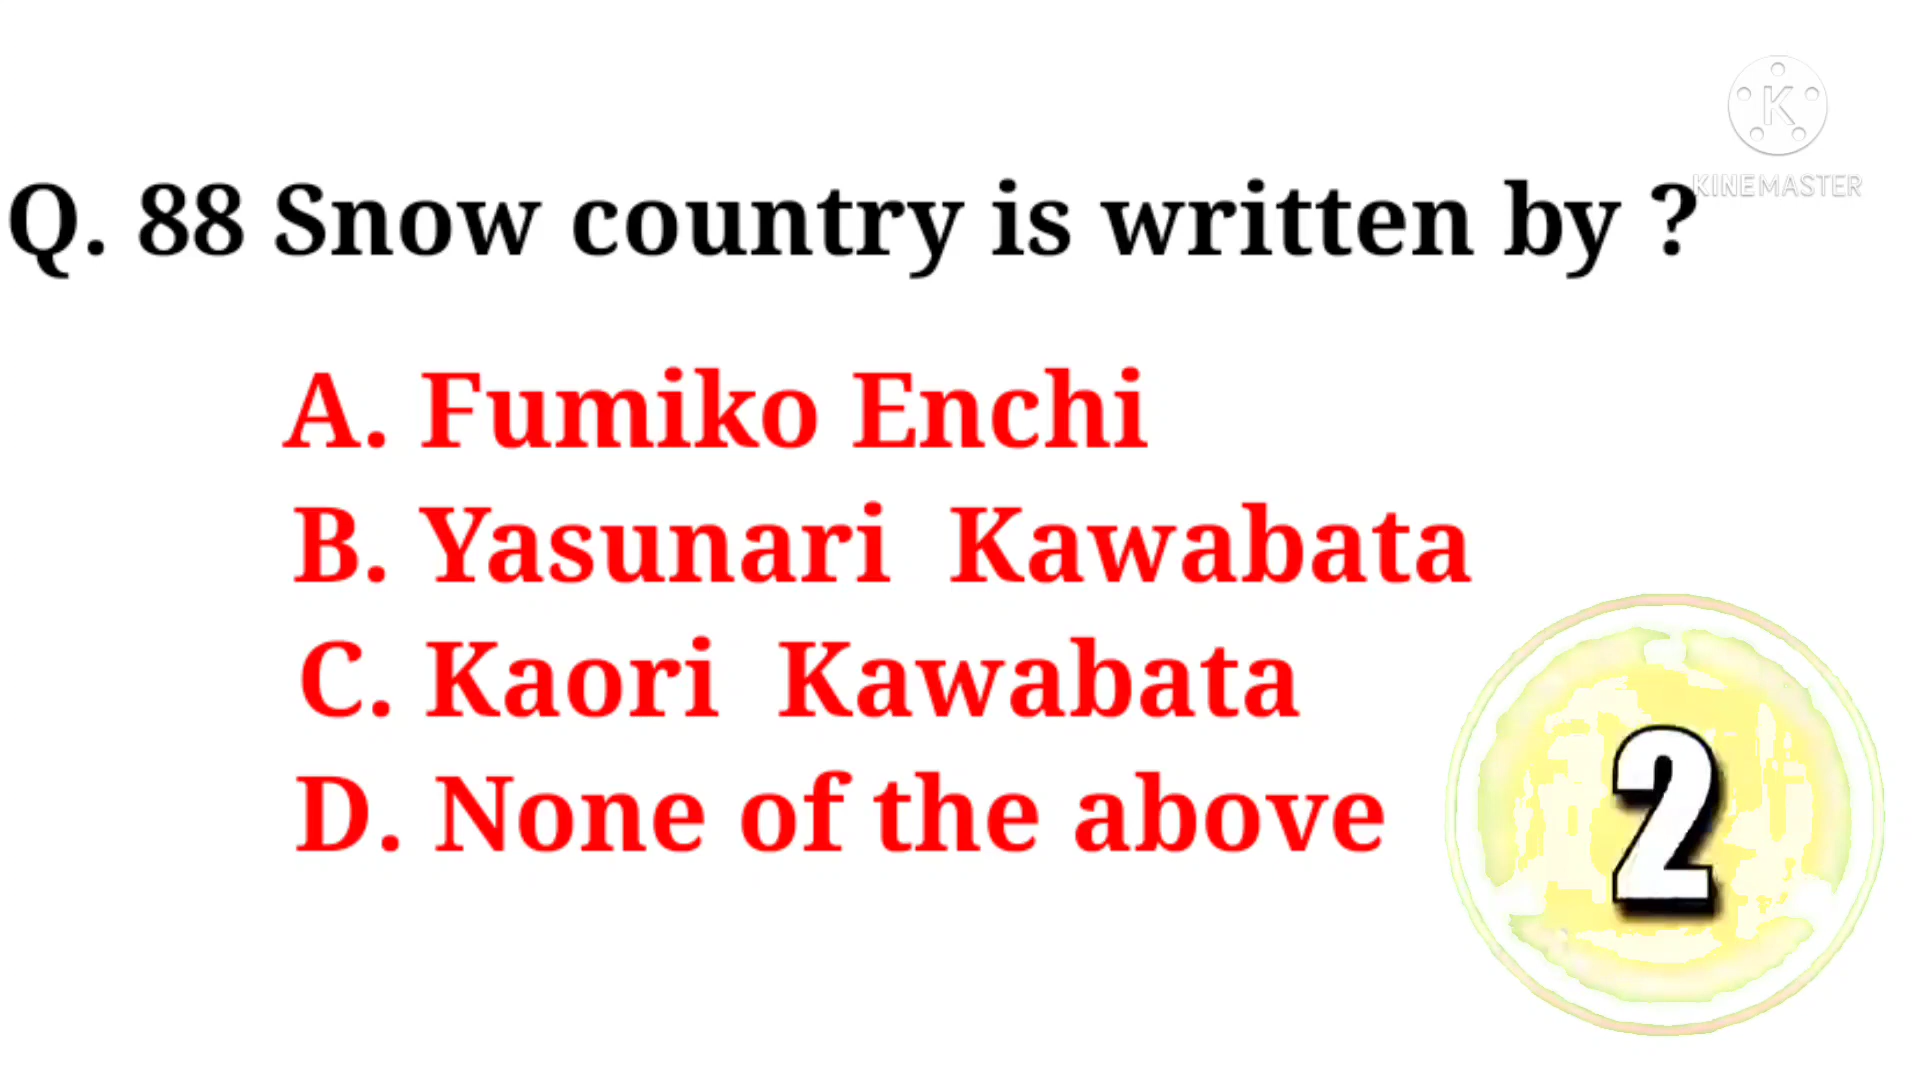 K
KINEMASTER
Q. 88 Snow country is written by ?
A. Fumiko Enchi
B. Yasunari Kawabata
C. Kaori Kawabata
D. None of the above
2